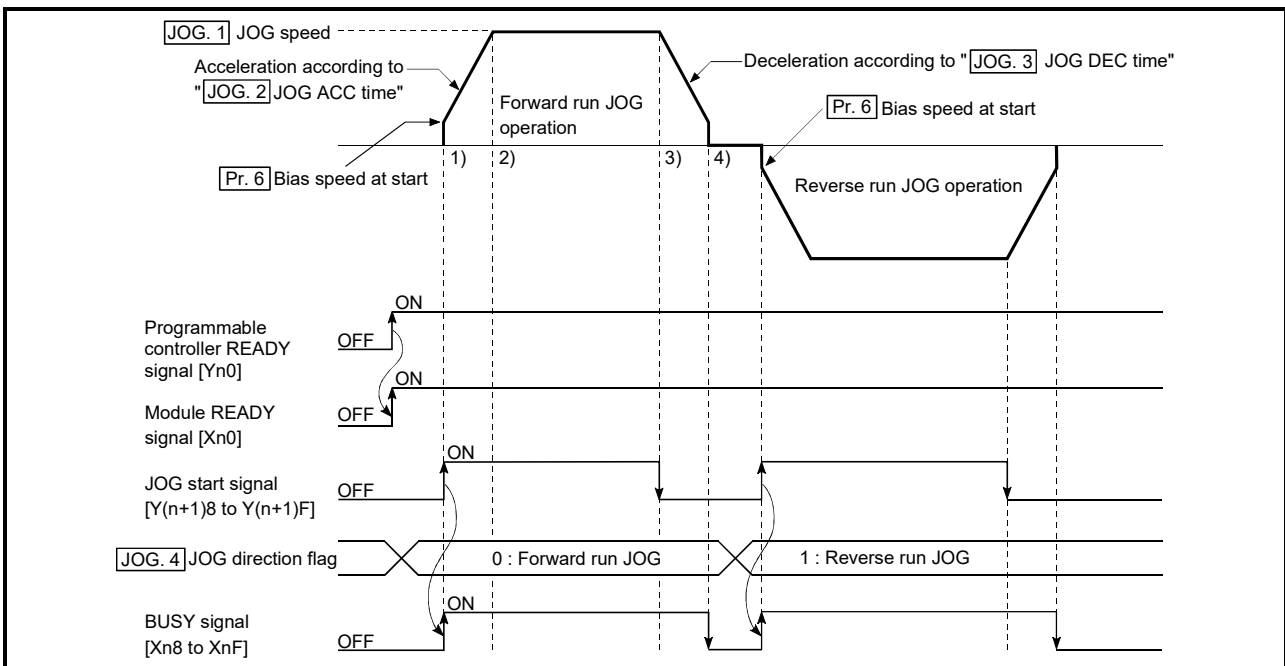 JOG. 1 JOG speed
Acceleration according to
"JOG. 2 JOG ACC time"
Deceleration according to "JOG. 3 JOG DEC time"
Forward run JOG
operation
Pr. 6 Bias speed at start
1) 2) 3) 4)
Pr. 6 Bias speed at start
Reverse run JOG operation
ON
Programmable
controller READY
signal [Yn0]
OFF
ON
Module READY
signal [Xn0]
OFF
ON
JOG start signal
[Y(n+1)8 to Y(n+1)F]
OFF
JOG. 4 JOG direction flag
0 : Forward run JOG
1 : Reverse run JOG
ON
BUSY signal
[Xn8 to XnF]
OFF